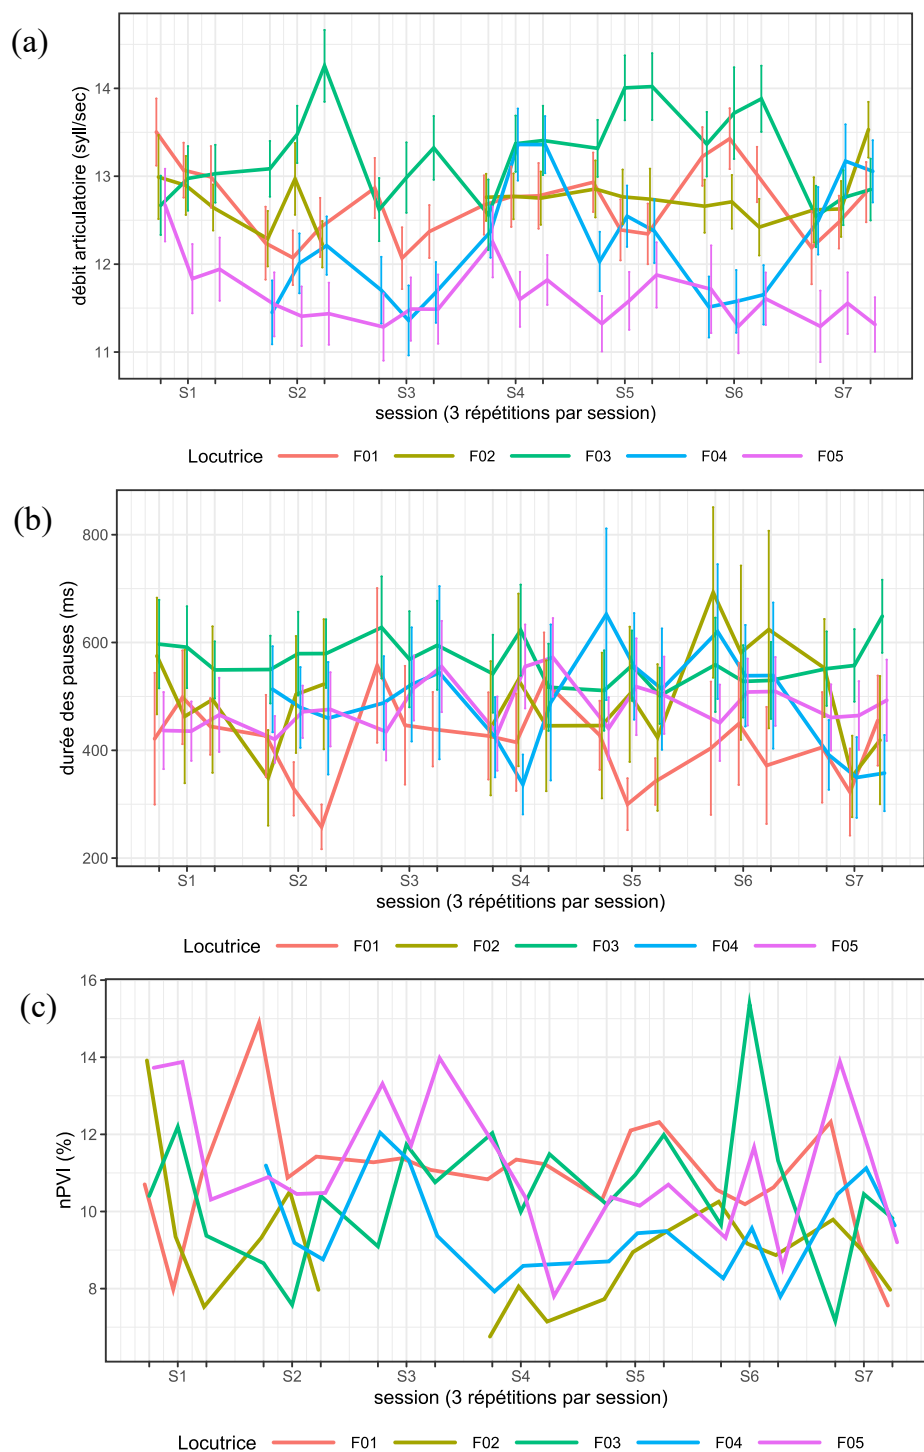 (a)
débit articulatoire (syll/sec)
14
13
12
11
S1 S2 S3 S4 S5 S6 S7
session (3 répétitions par session)
Locutrice F01 F02 F03 F04 F05
(b)
durée des pauses (ms)
800
600
400
200
S1 S2 S3 S4 S5 S6 S7
session (3 répétitions par session)
Locutrice F01 F02 F03 F04 F05
(c)
nPVI (%)
16
14
12
10
8
S1 S2 S3 S4 S5 S6 S7
session (3 répétitions par session)
Locutrice F01 F02 F03 F04 F05